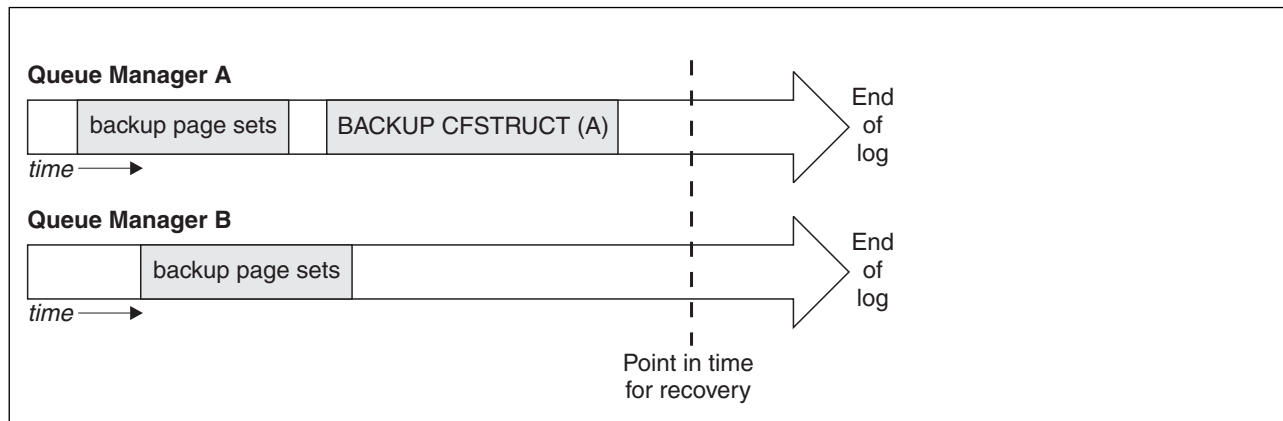 Queue Manager A
backup page sets
BACKUP CFSTRUCT (A)
End
of
log
time
Queue Manager B
backup page sets
End
of
log
time
Point in time
for recovery